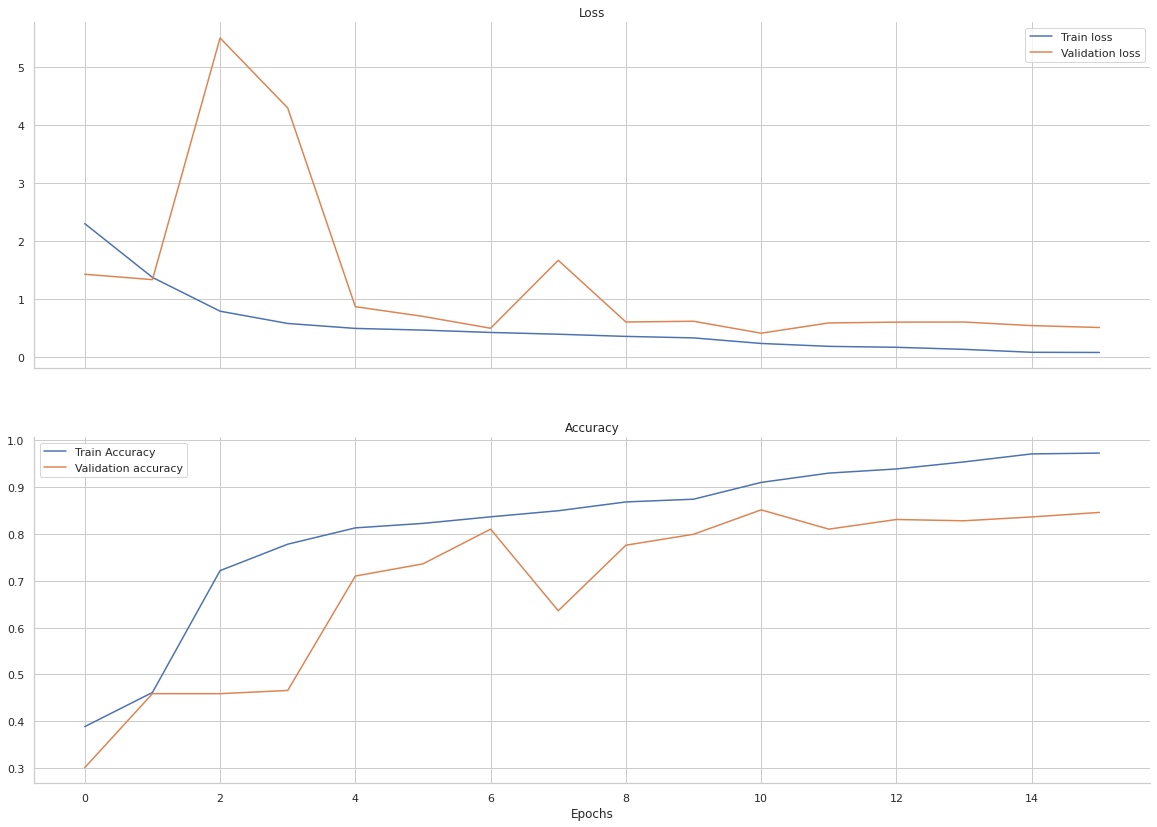 Loss
Train loss
Validation loss
5
4
3
2
1
0
Accuracy
Train Accuracy
Validation accuracy
1.0
0.9
0.8
0.7
0.6
0.5
0.4
0.3
0 2 4 6 8 10 12 14
Epochs